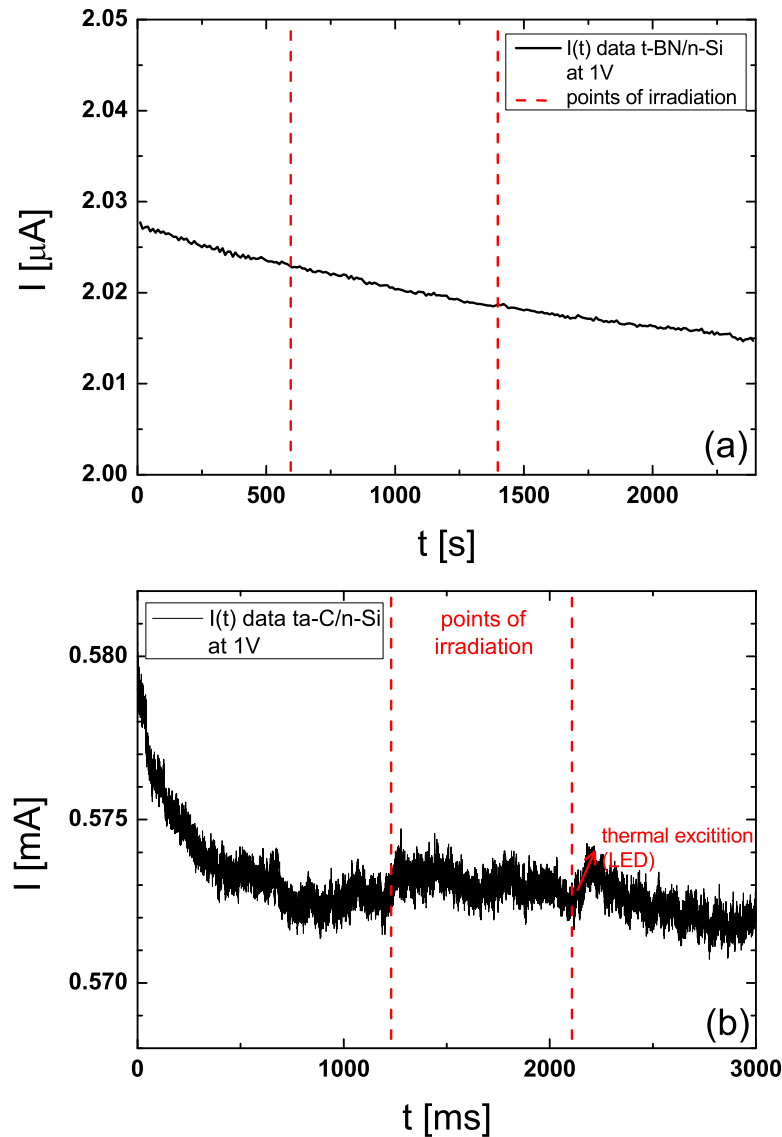 2.05
2.04
2.03
2.02
2.01
2.00
I [μA]
I(t) data t-BN/n-Si
at 1V
points of irradiation
(a)
0
500
1000
1500
2000
t [s]
0.580
0.575
0.570
I [mA]
I(t) data ta-C/n-Si
at 1V
points of
irradiation
thermal excitition
(LED)
(b)
0
1000
2000
3000
t [ms]